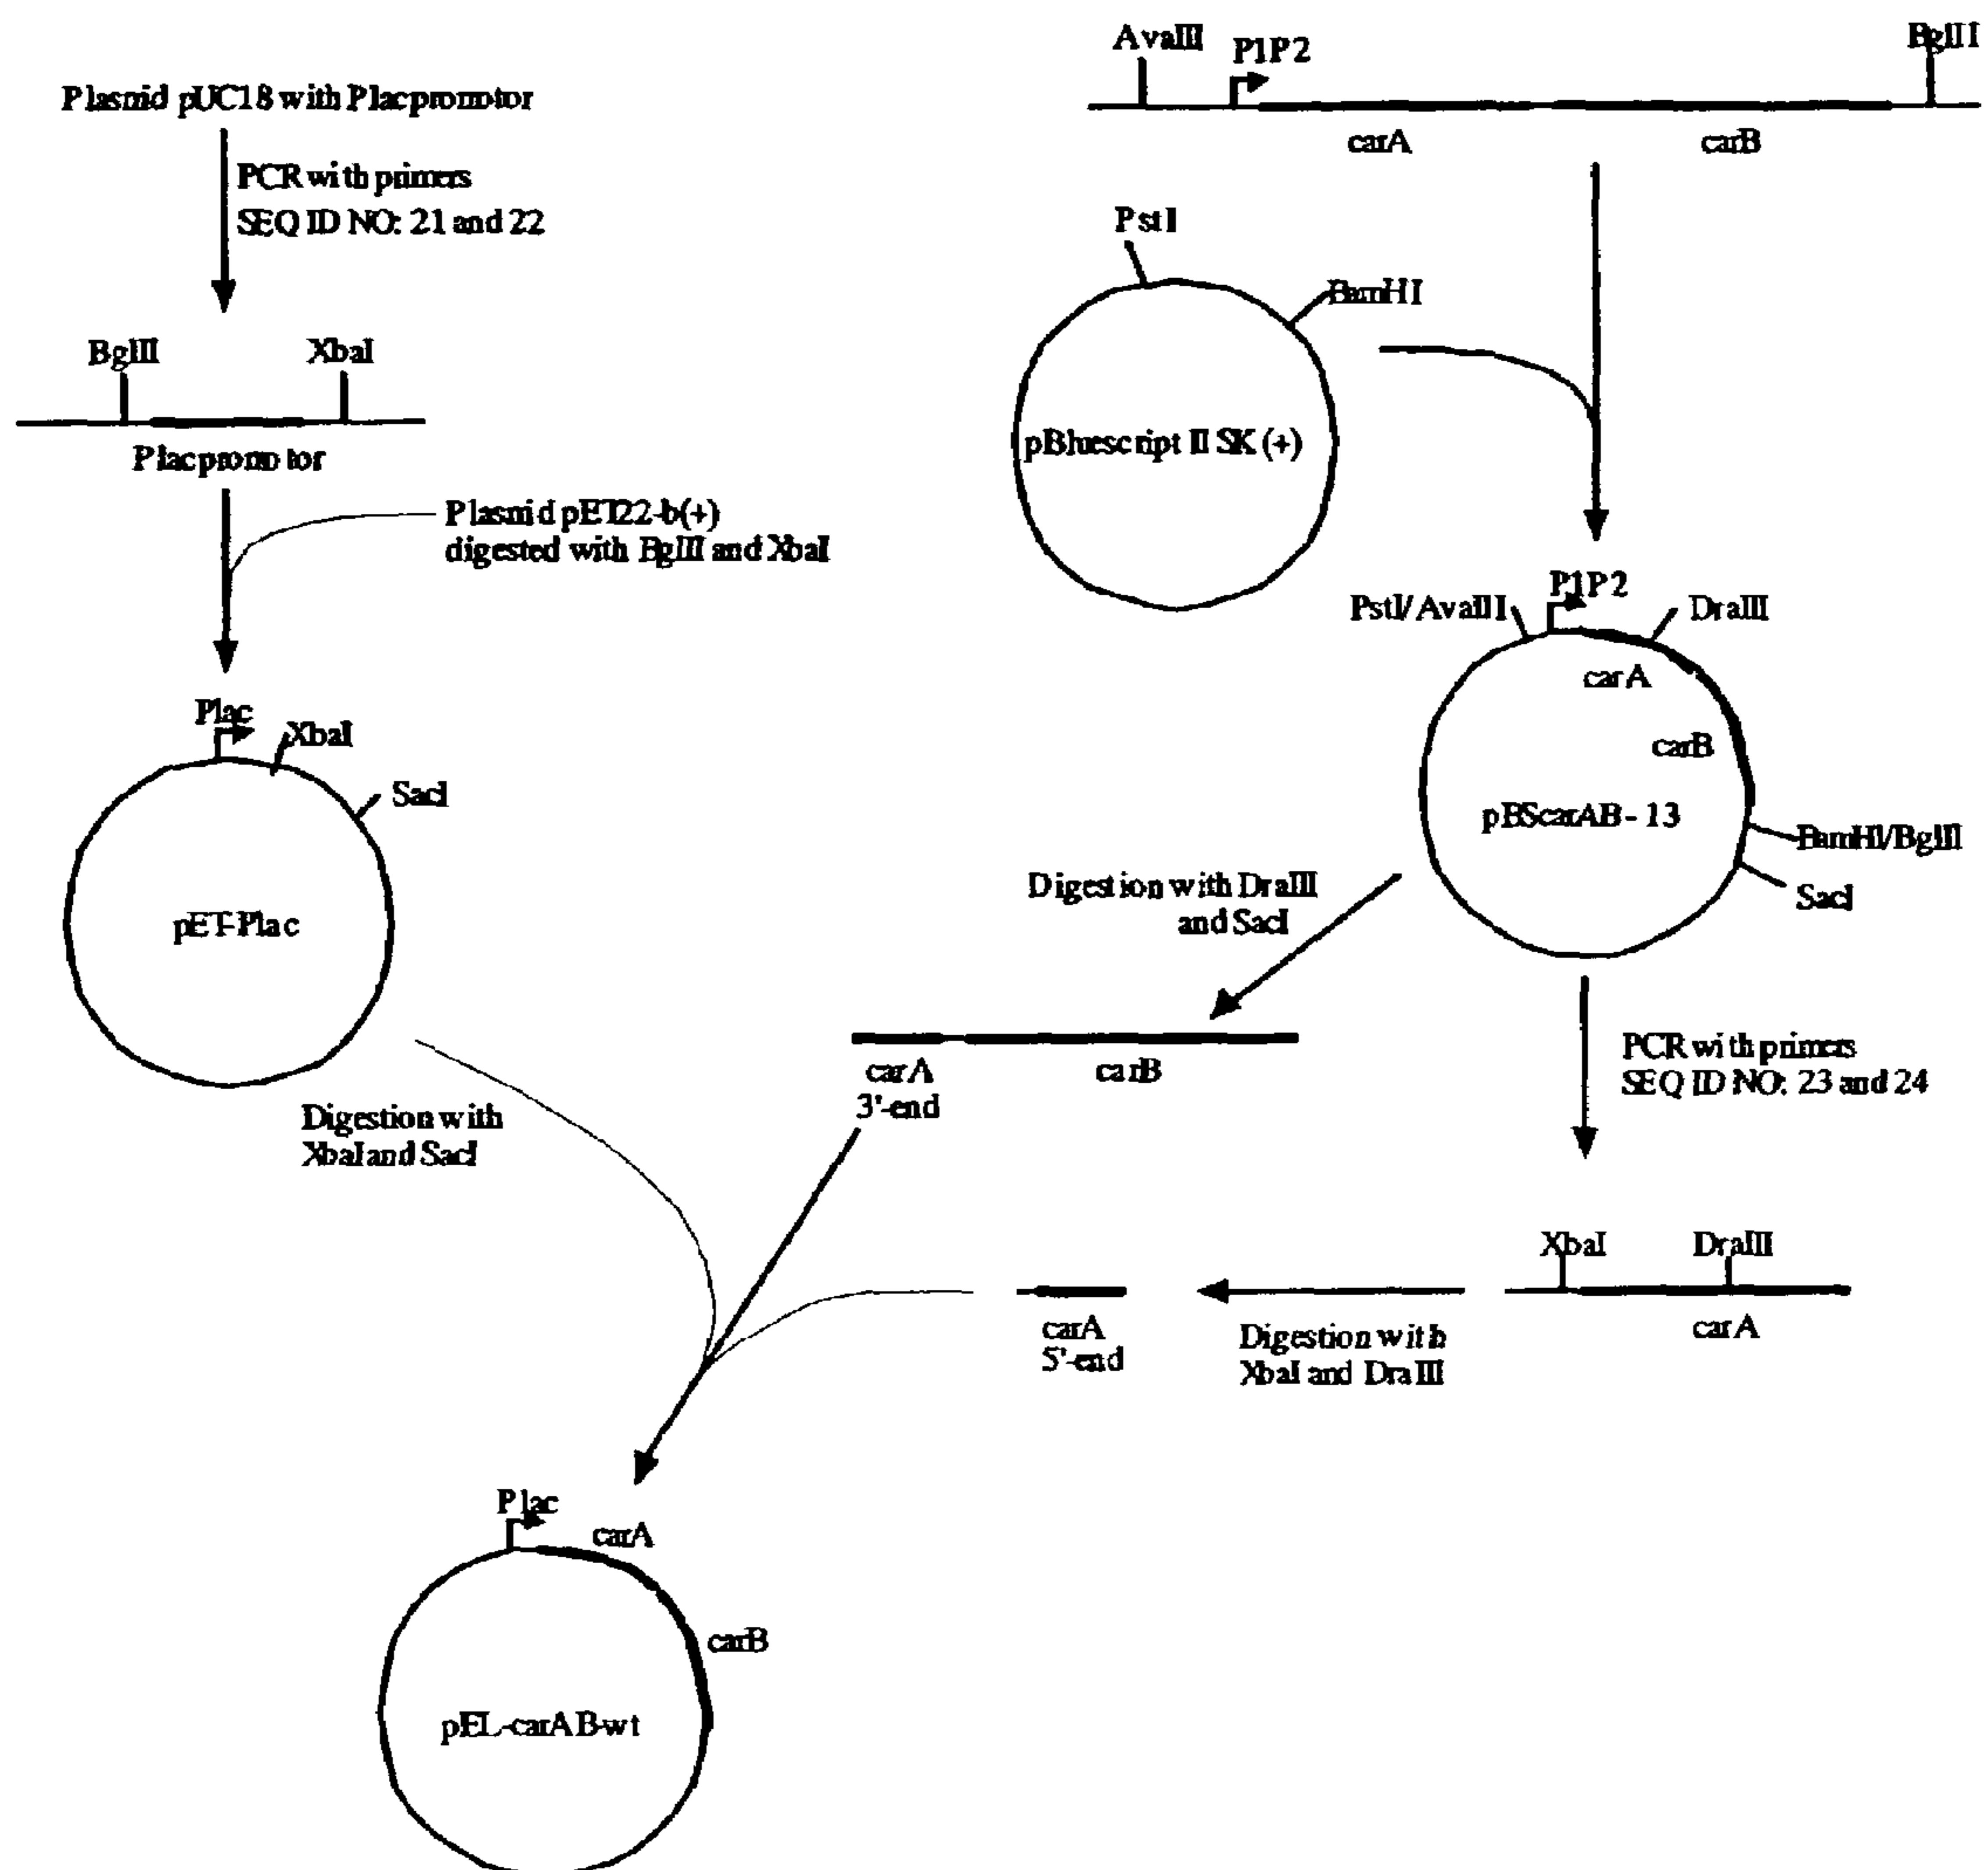 AvaIII
P1P2
BglII
carA
carB
Plasmid pUC18 with Plac promotor
PCR with primers
SEQ ID NO: 21 and 22
BglII
XbaI
Plac promotor
Plasmid pET22-b(+)
digested with BglII and XbaI
PstI
BamHI
pBluescript II SK (+)
PstI/AvaIII
P1P2
DraIII
carA
carB
pBScarAB-13
BamHI/BglII
SacI
Plac
XbaI
SacI
pET-Plac
Digestion with DraIII
and SacI
carA
3'-end
carB
PCR with primers
SEQ ID NO: 23 and 24
Digestion with
XbaI and SacI
XbaI
DraIII
carA
Digestion with
XbaI and DraIII
carA
5'-end
Plac
carA
carB
pEL-carAB-wt